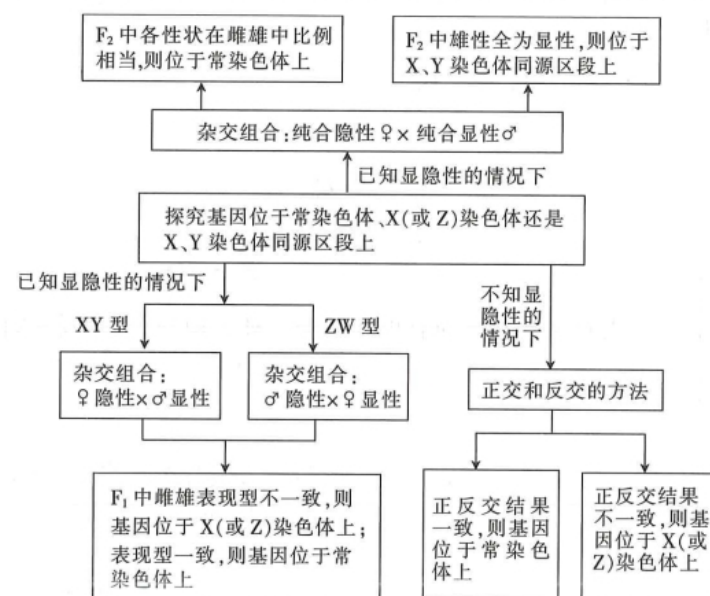 F₂中各性状在雌雄中比例
相当,则位于常染色体上
F₂中雄性全为显性,则位于
X、Y染色体同源区段上
杂交组合:纯合隐性♀×纯合显性♂
已知显隐性的情况下
探究基因位于常染色体、X(或Z)染色体还是
X、Y染色体同源区段上
已知显隐性的情况下
XY型
ZW型
不知显
隐性的
情况下
杂交组合:
♀隐性×♂显性
杂交组合:
♂隐性×♀显性
正交和反交的方法
F₁中雌雄表现型不一致,则
基因位于X(或Z)染色体上;
表现型一致,则基因位于常
染色体上
正反交结果
一致,则基因
位于常染色
体上
正反交结果
不一致,则基
因位于X(或
Z)染色体上